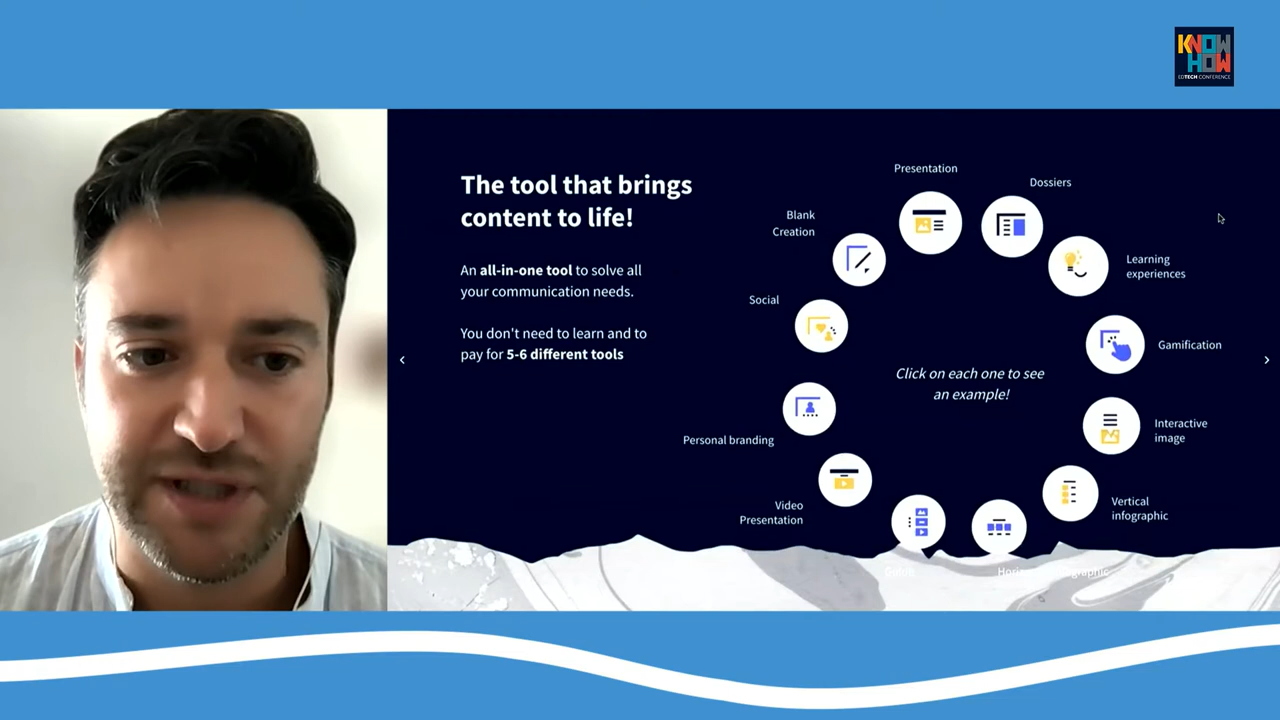 KNOW
HOW
EDTECH CONFERENCE
The tool that brings
content to life!
An all-in-one tool to solve all
your communication needs.
You don't need to learn and to
pay for 5-6 different tools
Presentation
Dossiers
Blank
Creation
Learning
experiences
Social
Gamification
Click on each one to see
an example!
Interactive
image
Personal branding
Vertical
infographic
Video
Presentation